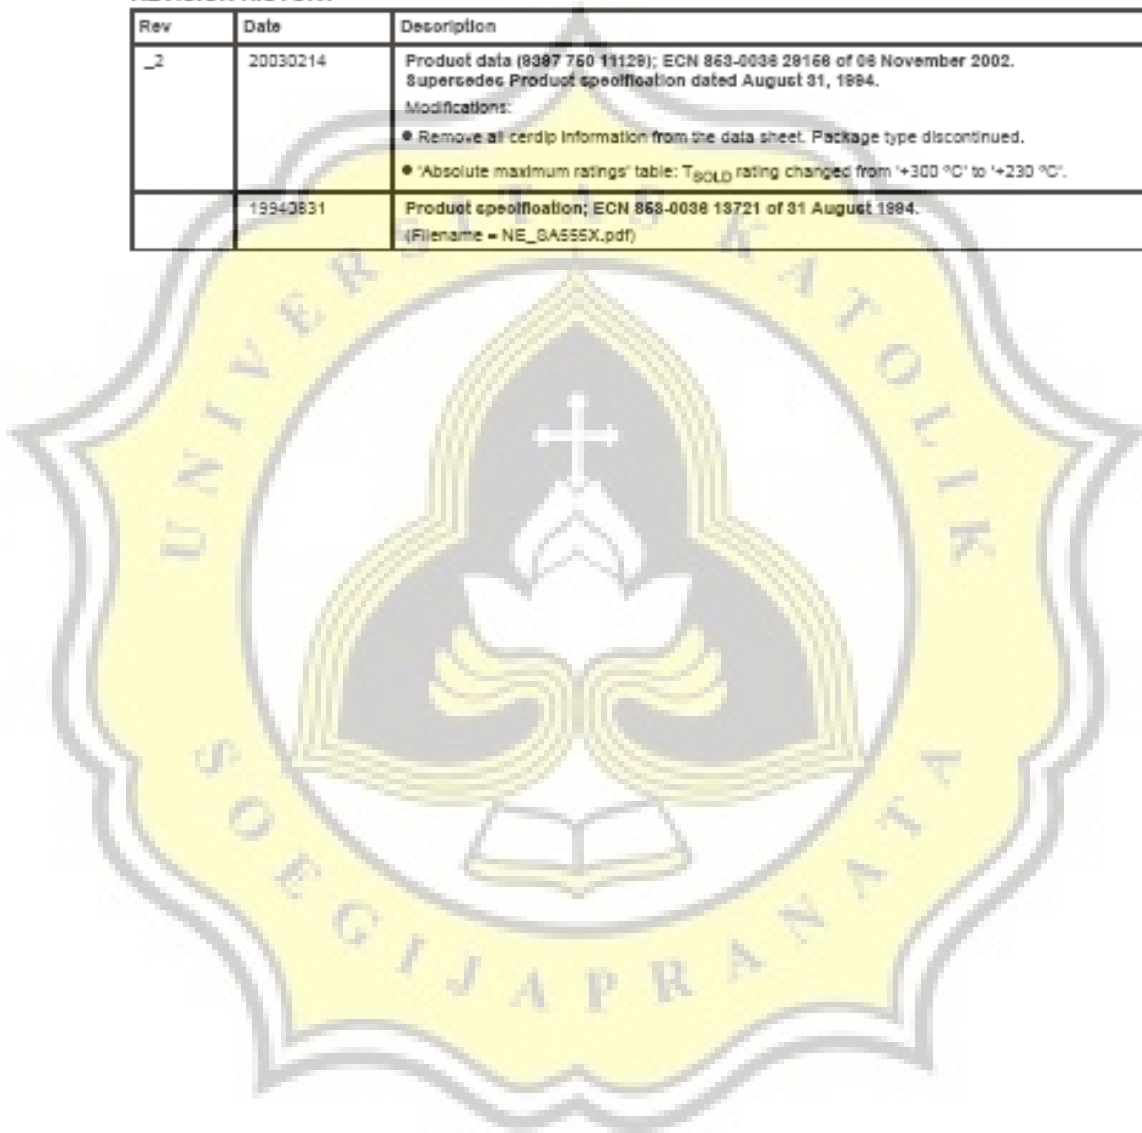 Rev Date Description
_2 20030214 Product data (9397 750 11129); ECN 853-0036 29156 of 06 November 2002.
Supersedes Product specification dated August 31, 1994.
Modifications:
• Remove all cerdip information from the data sheet. Package type discontinued.
• 'Absolute maximum ratings' table: TSOLD rating changed from '+300 °C' to '+230 °C'.
19940831 Product specification; ECN 853-0036 13721 of 31 August 1994.
(Filename = NE_SA555X.pdf)
UNIVERSITAS KATOLIK
SOEGIJAPRANATA